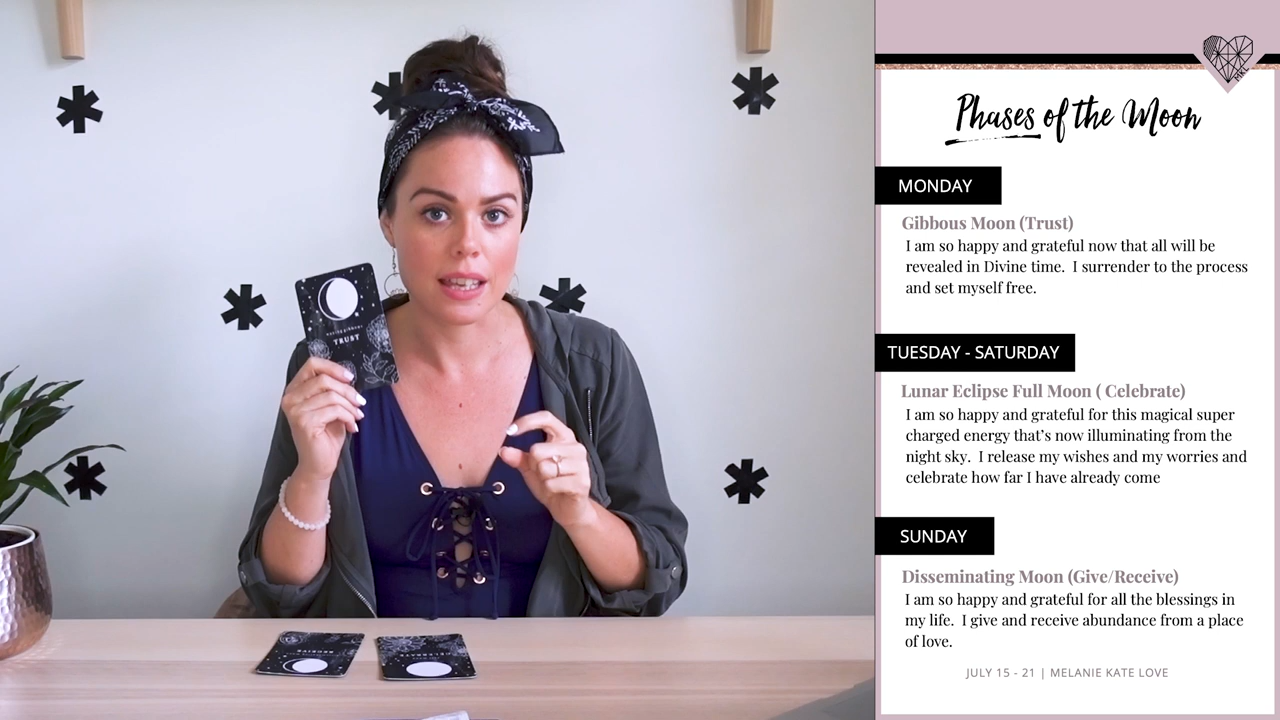 waxing gibbous
TRUST
RECEIVE
CELEBRATE
MKL
Phases of the Moon
MONDAY
Gibbous Moon (Trust)
I am so happy and grateful now that all will be
revealed in Divine time.  I surrender to the process
and set myself free.
TUESDAY - SATURDAY
Lunar Eclipse Full Moon ( Celebrate)
I am so happy and grateful for this magical super
charged energy that's now illuminating from the
night sky.  I release my wishes and my worries and
celebrate how far I have already come
SUNDAY
Disseminating Moon (Give/Receive)
I am so happy and grateful for all the blessings in
my life.  I give and receive abundance from a place
of love.
JULY 15 - 21 | MELANIE KATE LOVE